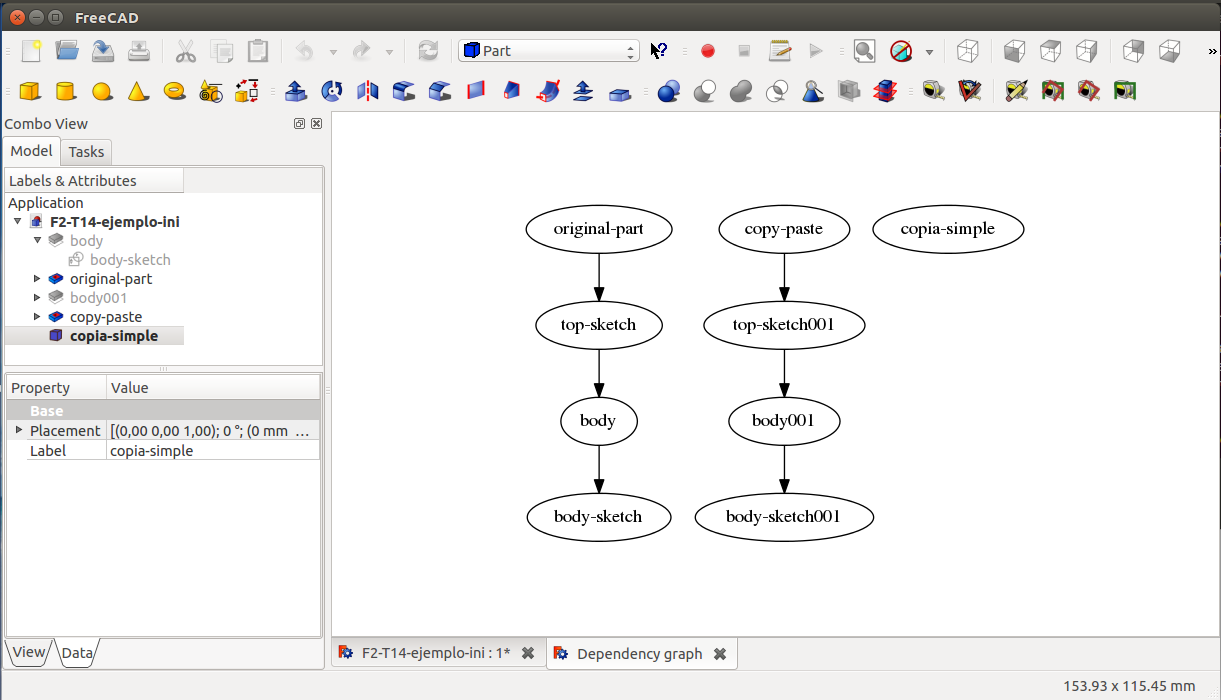 FreeCAD
Part
»
Combo View
Model Tasks
Labels & Attributes
Application
F2-T14-ejemplo-ini
body
body-sketch
original-part
body001
copy-paste
copia-simple
Property Value
Base
Placement [(0,00 0,00 1,00); 0 °; (0 mm ...
Label copia-simple
View Data
original-part copy-paste copia-simple
top-sketch top-sketch001
body body001
body-sketch body-sketch001
F2-T14-ejemplo-ini : 1* Dependency graph
153.93 x 115.45 mm